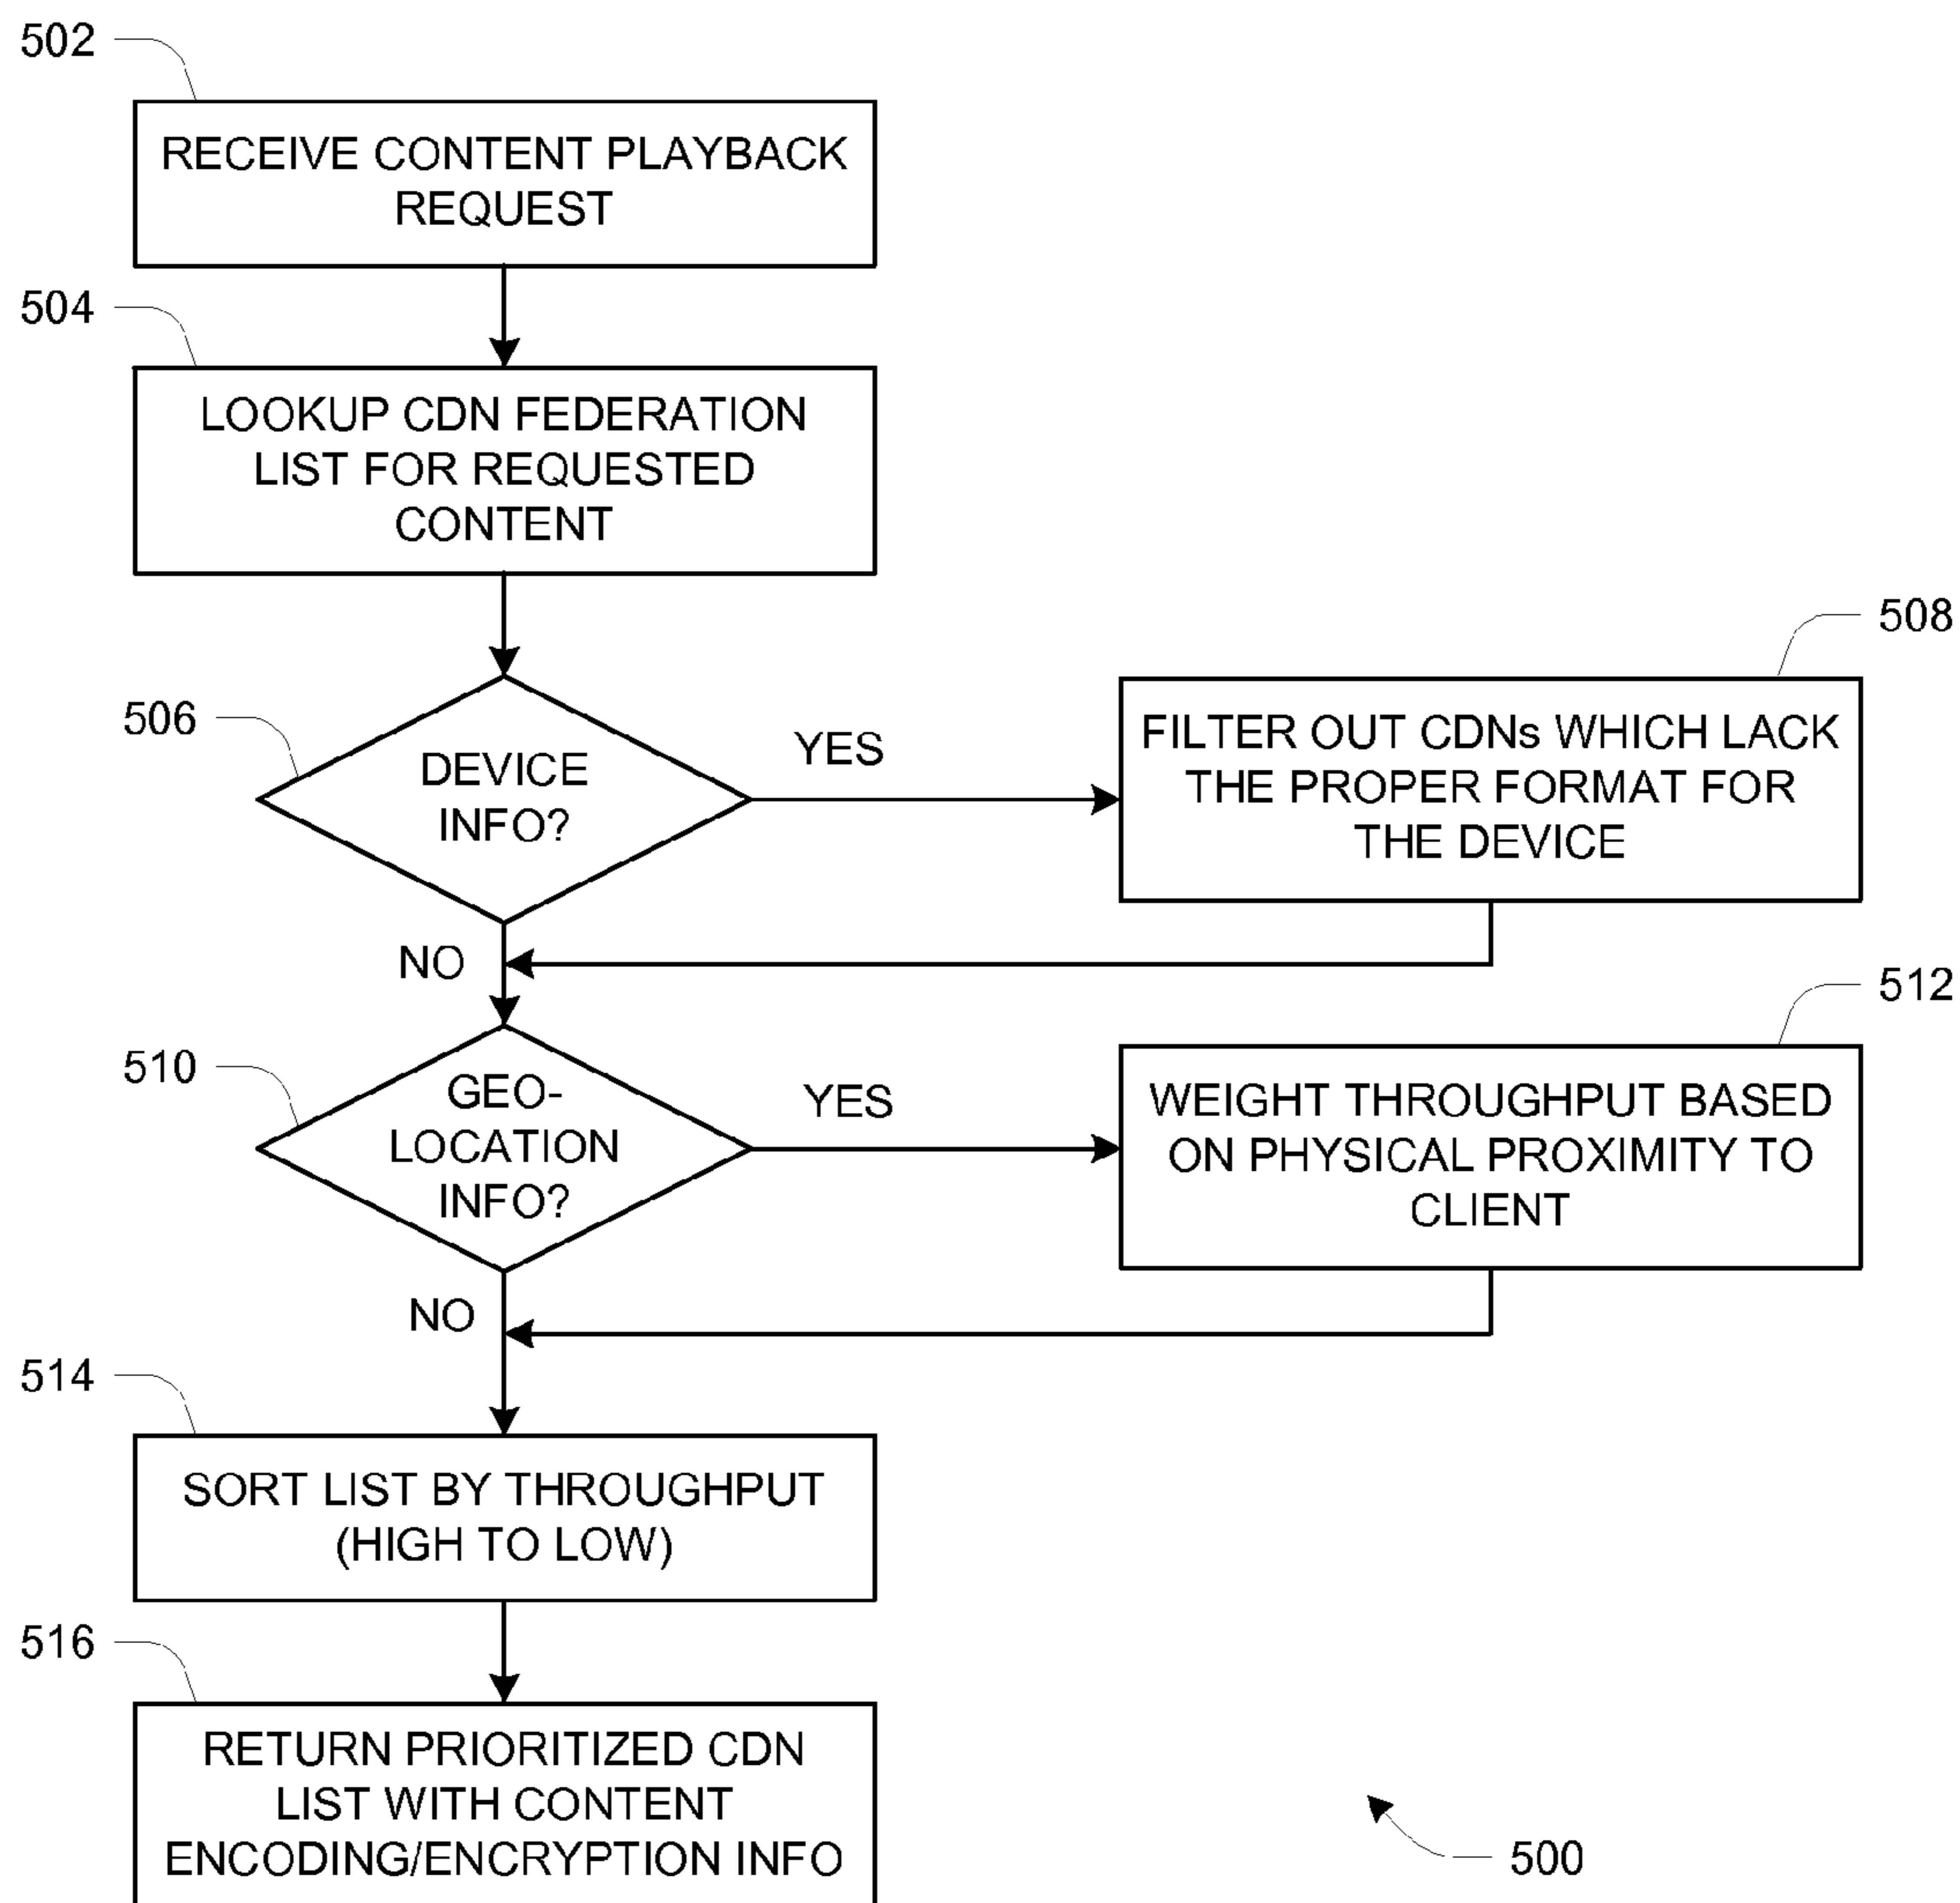 502
RECEIVE CONTENT PLAYBACK
REQUEST
504
LOOKUP CDN FEDERATION
LIST FOR REQUESTED
CONTENT
506
DEVICE
INFO?
YES
508
FILTER OUT CDNs WHICH LACK
THE PROPER FORMAT FOR
THE DEVICE
NO
510
GEO-
LOCATION
INFO?
YES
512
WEIGHT THROUGHPUT BASED
ON PHYSICAL PROXIMITY TO
CLIENT
NO
514
SORT LIST BY THROUGHPUT
(HIGH TO LOW)
516
RETURN PRIORITIZED CDN
LIST WITH CONTENT
ENCODING/ENCRYPTION INFO
500